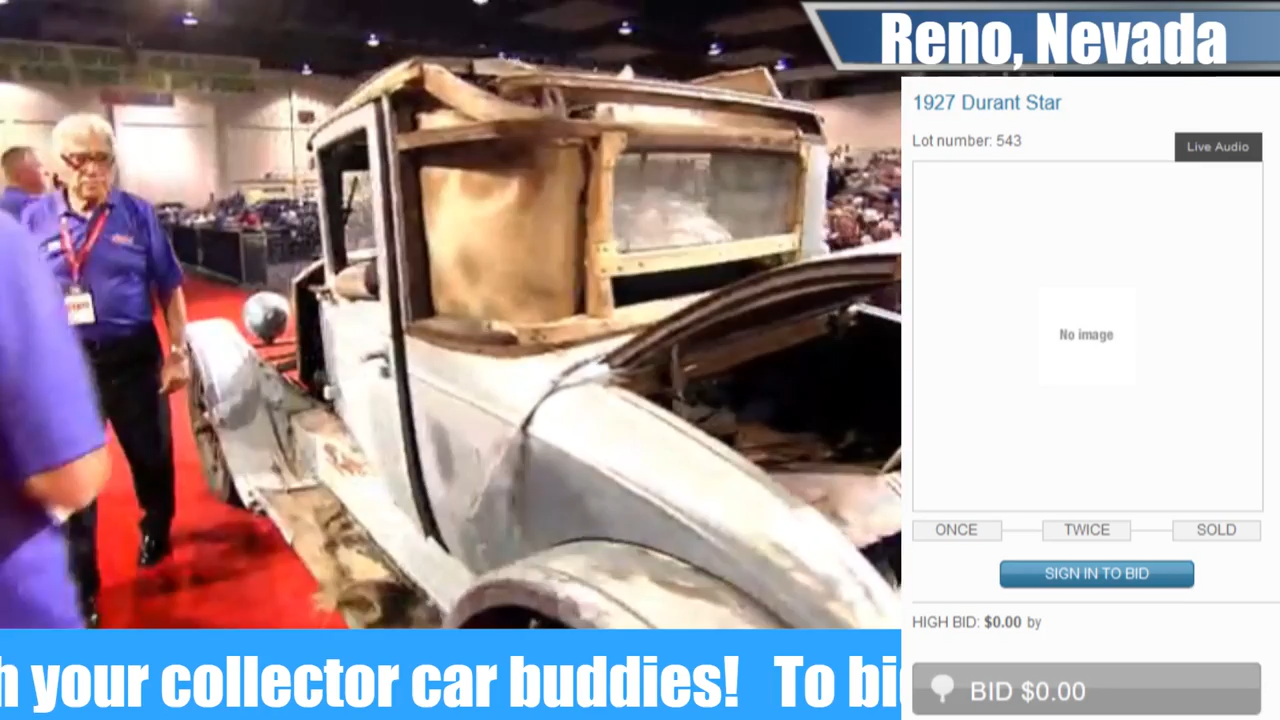 Reno, Nevada
1927 Durant Star
Lot number: 543
Live Audio
No image
ONCE
TWICE
SOLD
SIGN IN TO BID
HIGH BID: $0.00 by
BID $0.00
your collector car buddies! To